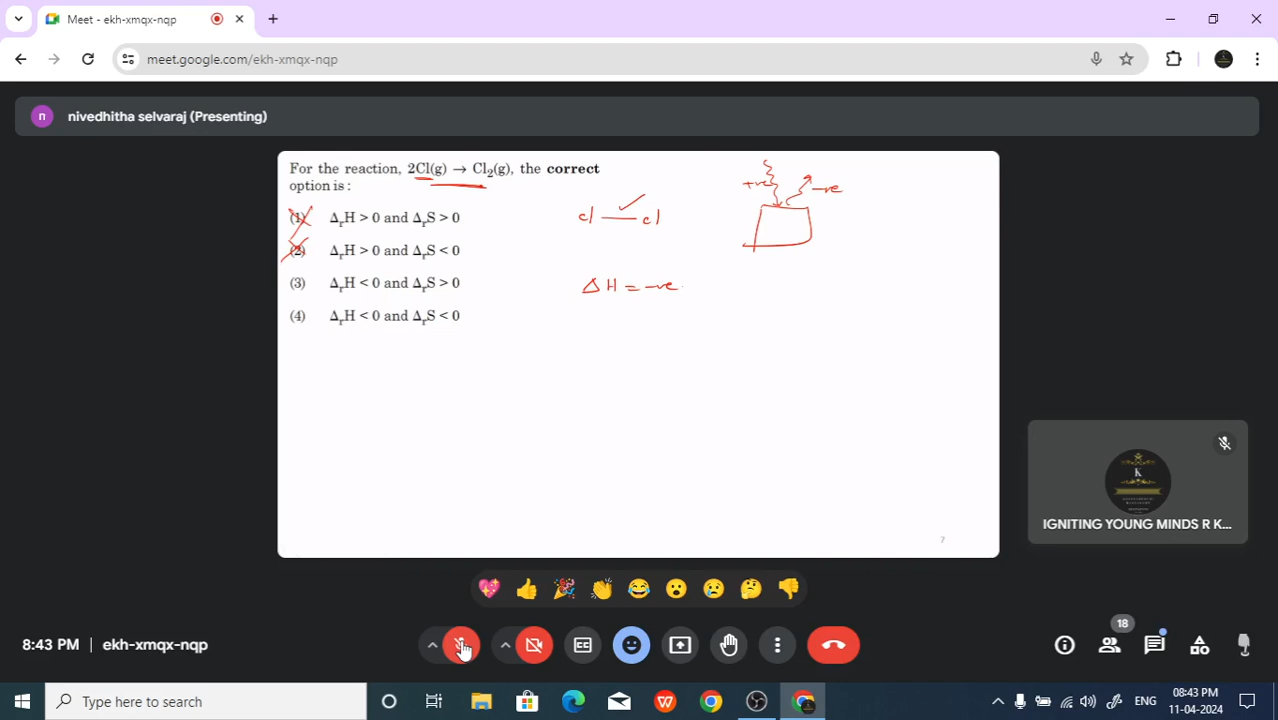 Meet - ekh-xmqx-nqp
meet.google.com/ekh-xmqx-nqp
n nivedhitha selvaraj (Presenting)
For the reaction, 2Cl(g) → Cl₂(g), the correct
option is :
(1) ΔᵣH > 0 and ΔᵣS > 0
(2) ΔᵣH > 0 and ΔᵣS < 0
(3) ΔᵣH < 0 and ΔᵣS > 0
(4) ΔᵣH < 0 and ΔᵣS < 0
cl — cl
ΔH = -ve
+ve
-ve
7
K
IGNITING YOUNG MINDS R K...
18
8:43 PM | ekh-xmqx-nqp
Type here to search
ENG
08:43 PM
11-04-2024